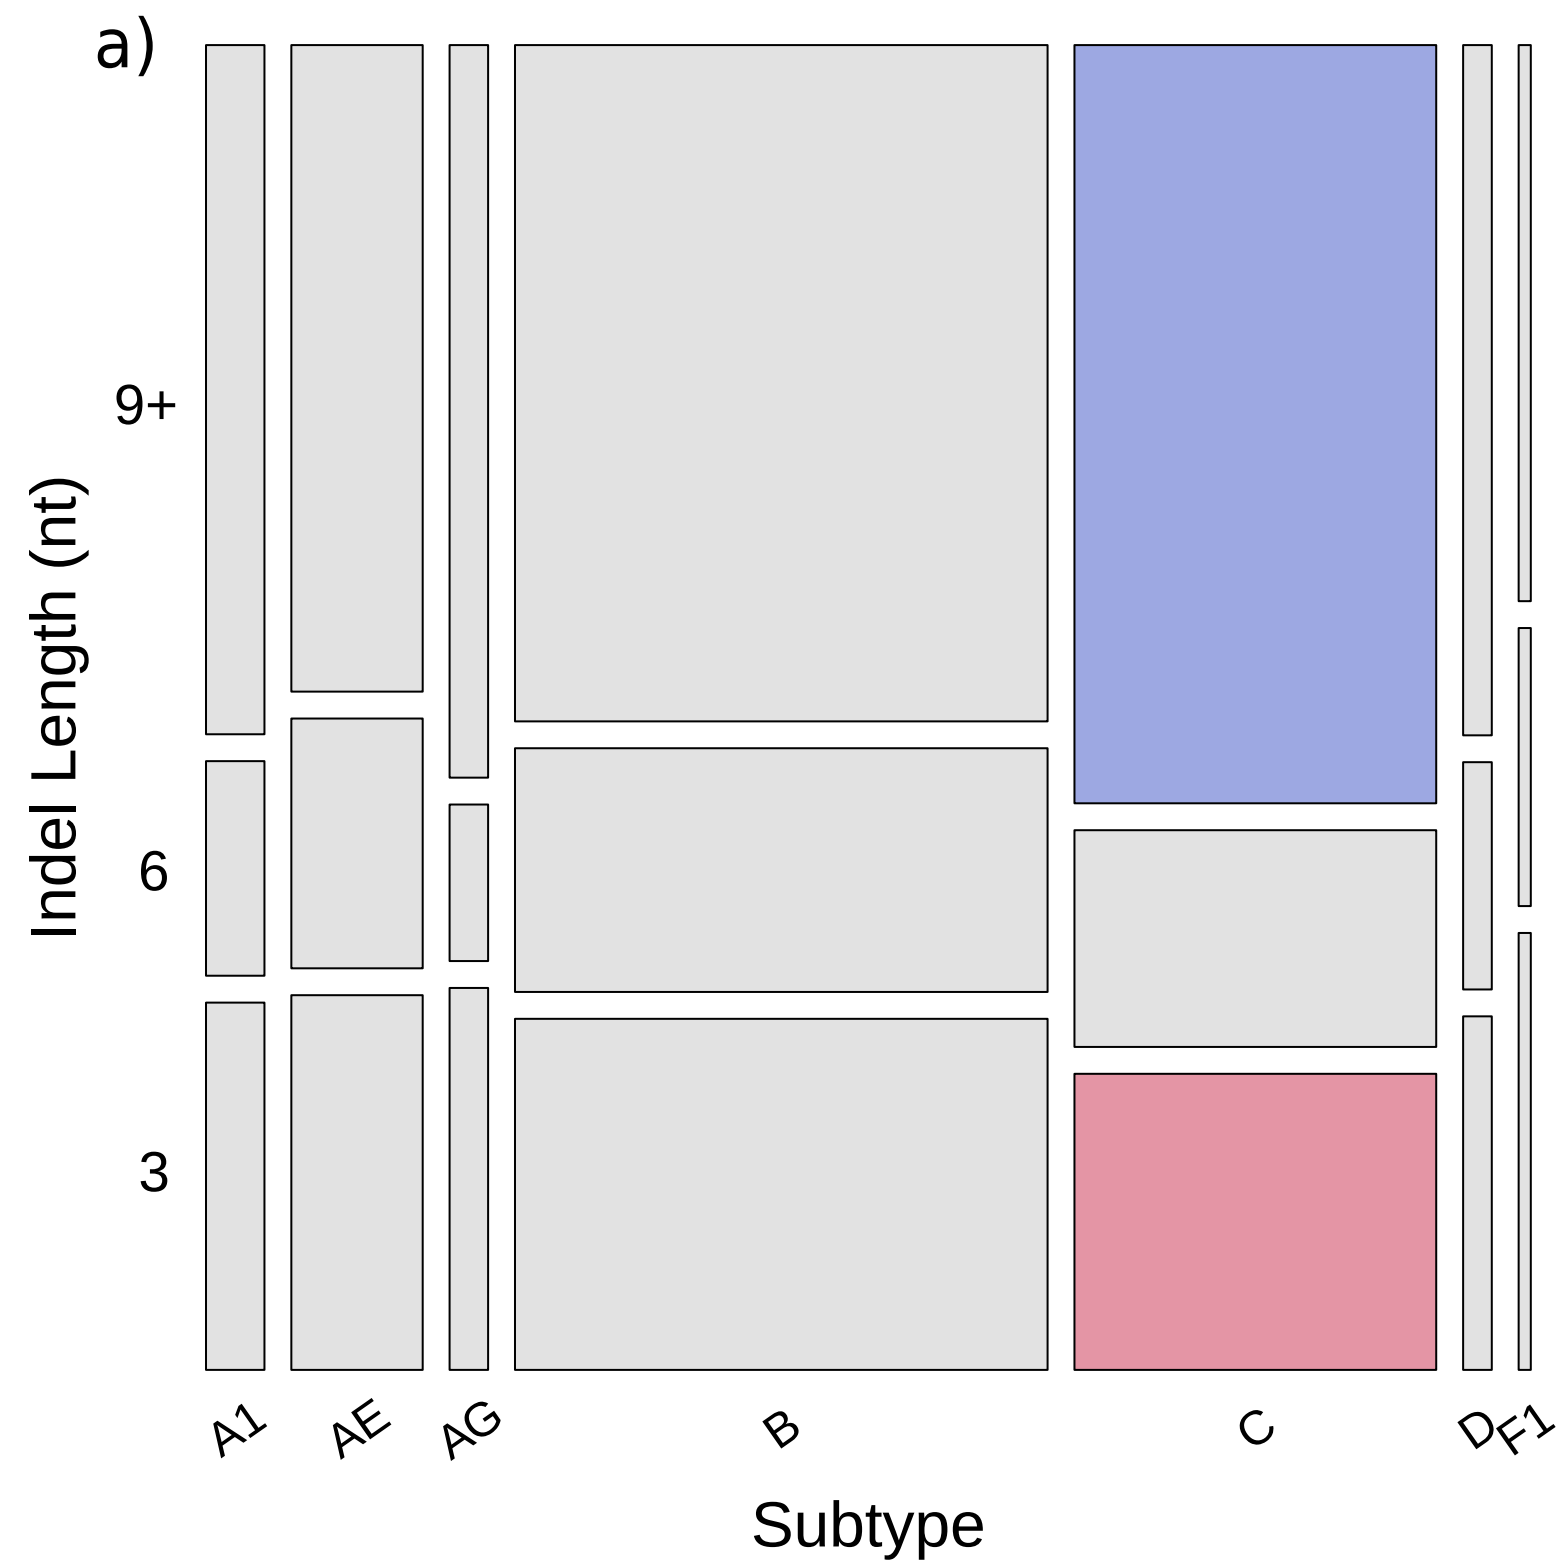 a)
9+
6
3
Indel Length (nt)
A1
AE
AG
B
C
D
F1
Subtype